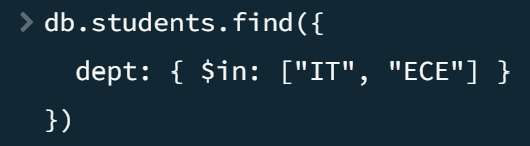 > db.students.find({
dept: { $in: ["IT", "ECE"] }
})